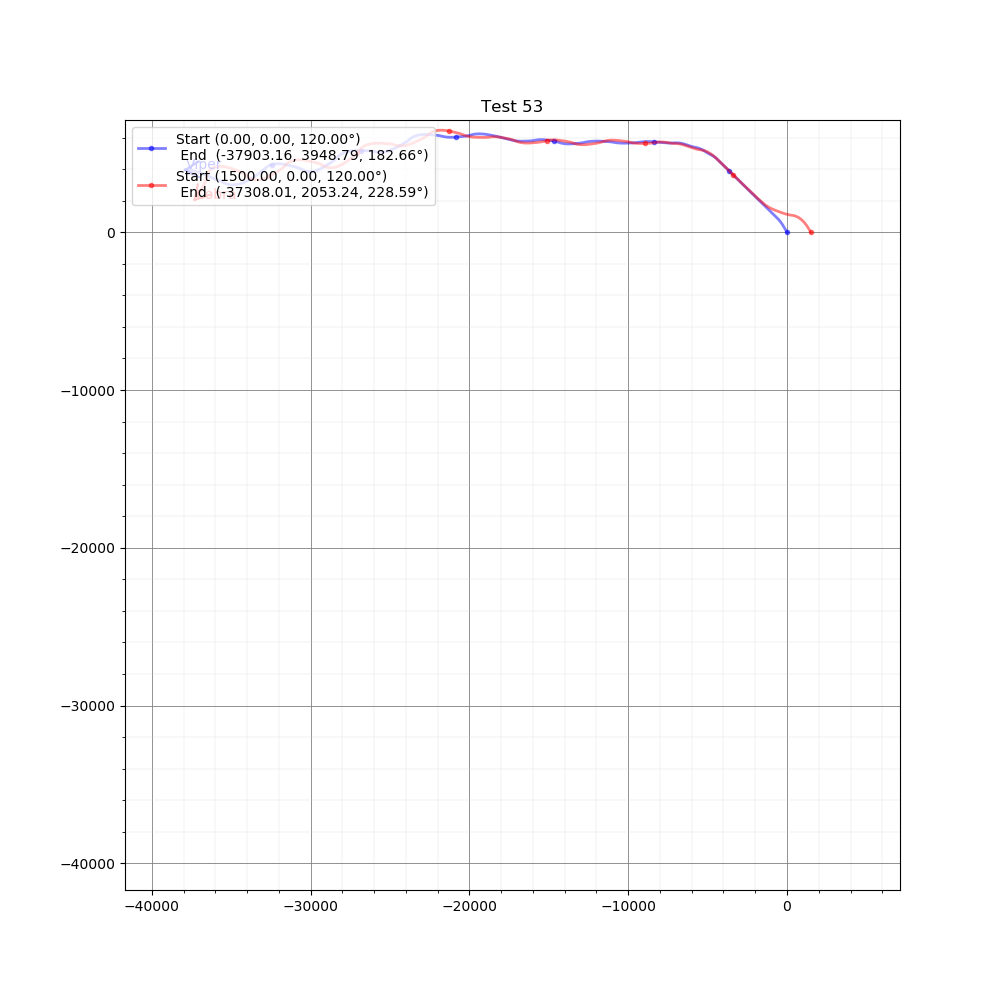 Test 53
Start (0.00, 0.00, 120.00°)
End (-37903.16, 3948.79, 182.66°)
Start (1500.00, 0.00, 120.00°)
End (-37308.01, 2053.24, 228.59°)
0
−10000
−20000
−30000
−40000
−40000
−30000
−20000
−10000
0